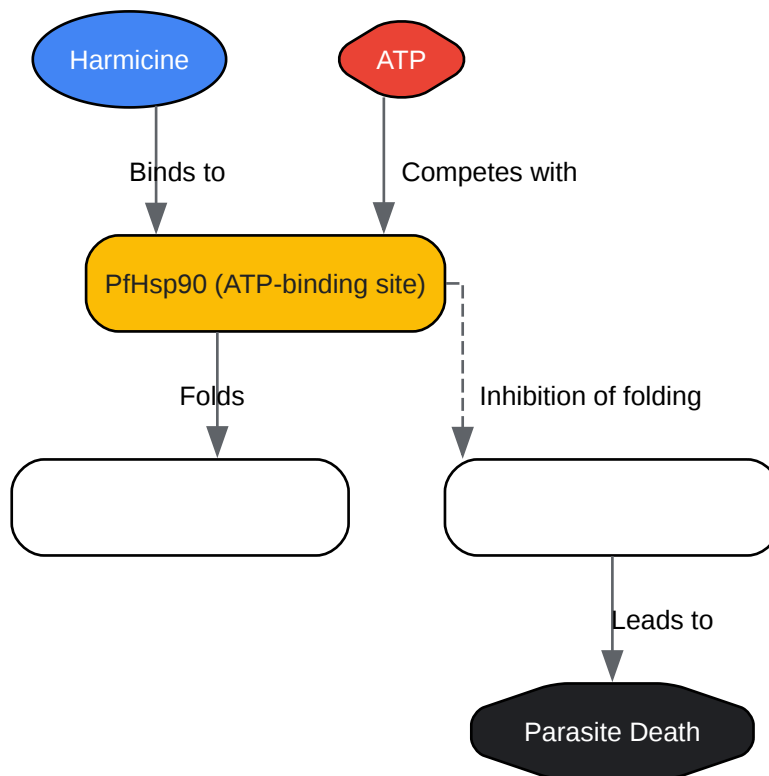 Harmicine
ATP
Binds to
Competes with
PfHsp90 (ATP-binding site)
Folds
Inhibition of folding
Leads to
Parasite Death